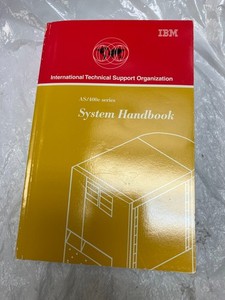 IBM
International Technical Support Organization
AS/400e series
System Handbook